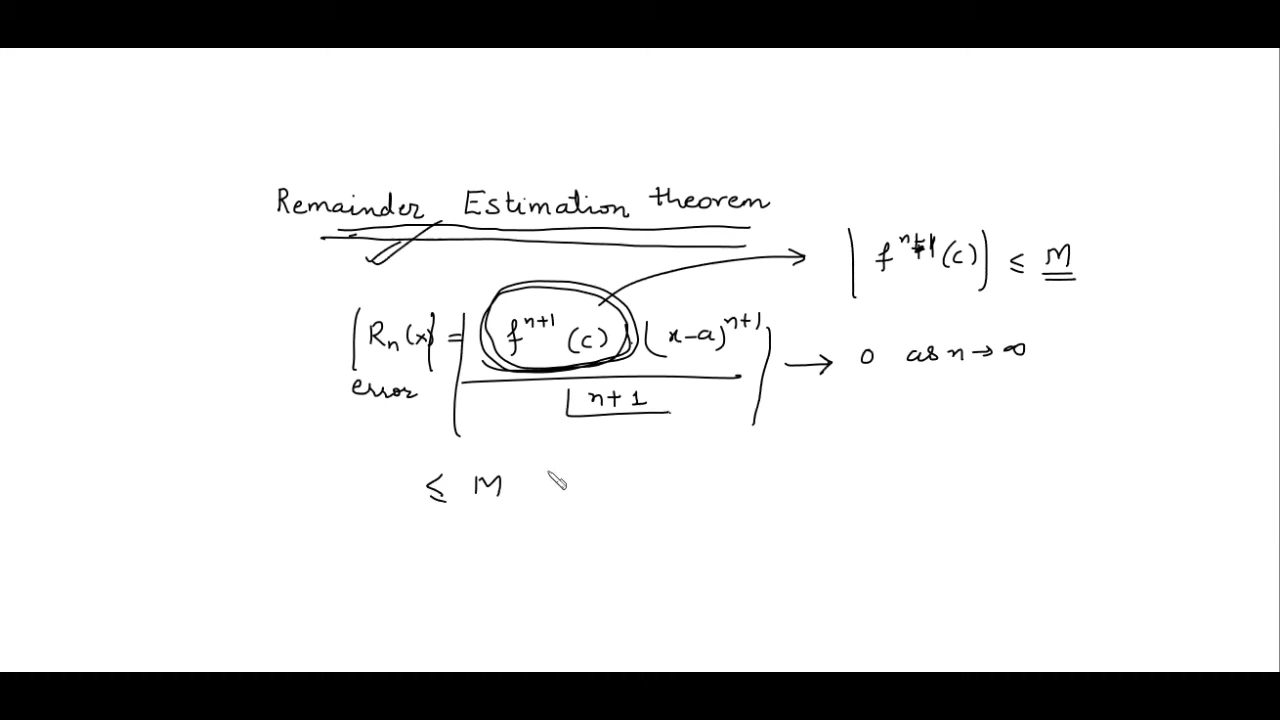 Remainder Estimation theorem
|f^{n+1}(c)| ≤ M
|R_n(x)| = |f^{n+1}(c) (x-a)^{n+1} / ⌊n+1| → 0 as n → ∞
error
≤ M